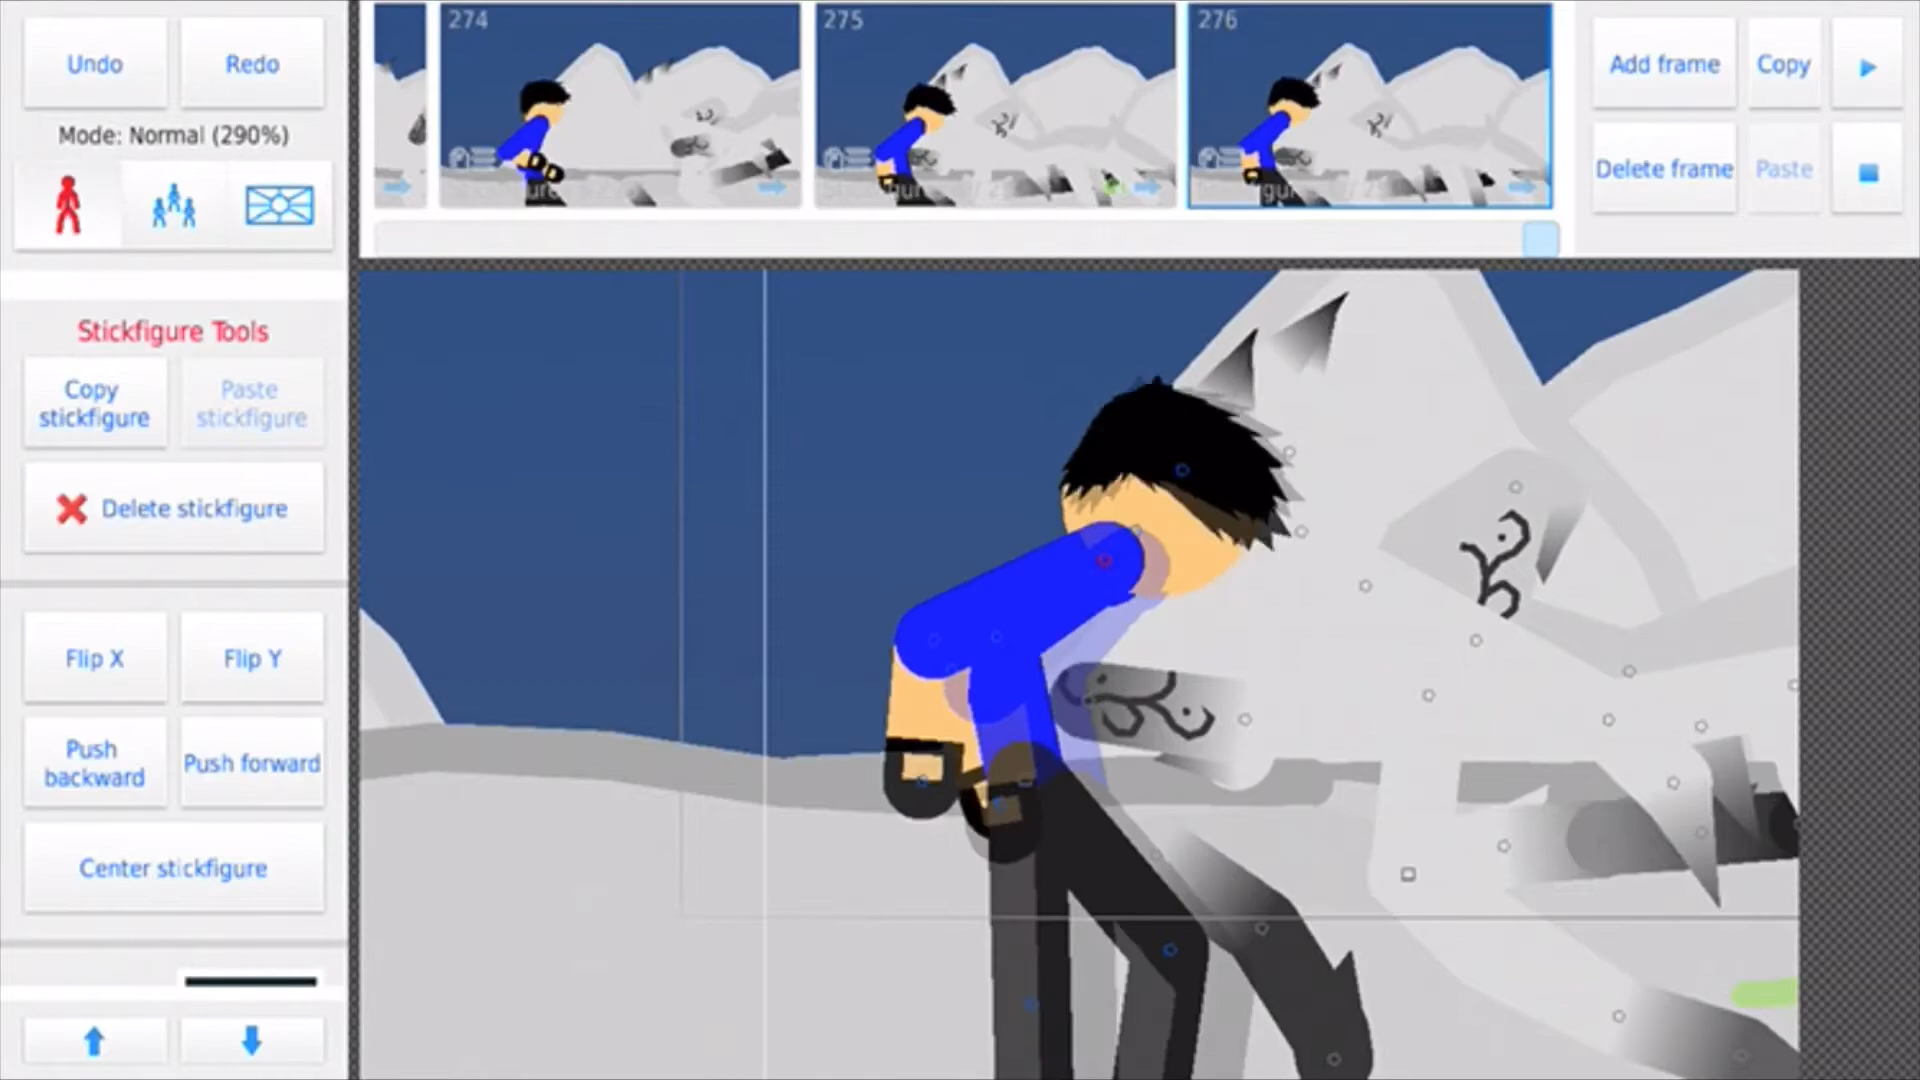 Undo
Redo
274
275
276
Add frame
Copy
Mode: Normal (290%)
Delete frame
Paste
Stickfigure Tools
Copy
stickfigure
Paste
stickfigure
Delete stickfigure
Flip X
Flip Y
Push
backward
Push forward
Center stickfigure